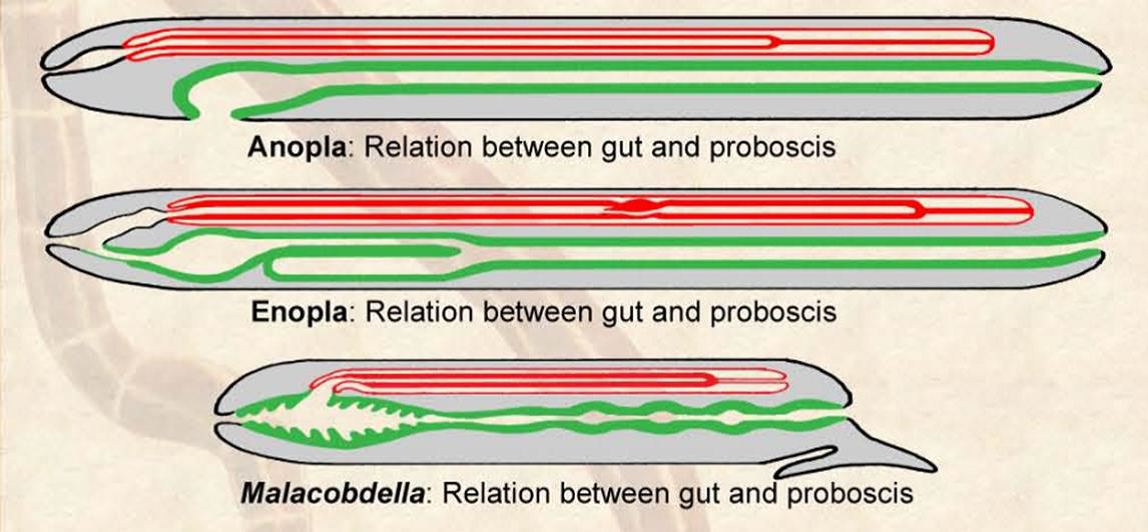 Anopla: Relation between gut and proboscis
Enopla: Relation between gut and proboscis
Malacobdella: Relation between gut and proboscis